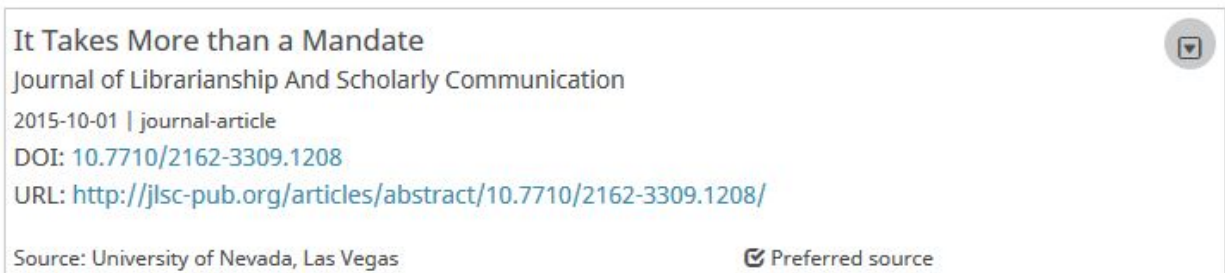 It Takes More than a Mandate
Journal of Librarianship And Scholarly Communication
2015-10-01 | journal-article
DOI: 10.7710/2162-3309.1208
URL: http://jlsc-pub.org/articles/abstract/10.7710/2162-3309.1208/
Source: University of Nevada, Las Vegas Preferred source